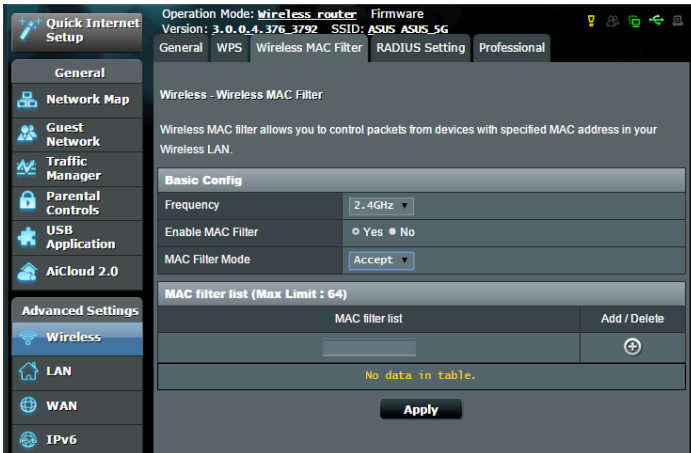 Quick Internet
Setup
Operation Mode: Wireless router Firmware
Version: 3.0.0.4.376_3792 SSID: ASUS ASUS_5G
General WPS Wireless MAC Filter RADIUS Setting Professional
General
Network Map
Guest
Network
Traffic
Manager
Parental
Controls
USB
Application
AiCloud 2.0
Advanced Settings
Wireless
LAN
WAN
IPv6
Wireless - Wireless MAC Filter
Wireless MAC filter allows you to control packets from devices with specified MAC address in your
Wireless LAN.
Basic Config
Frequency 2.4GHz
Enable MAC Filter Yes No
MAC Filter Mode Accept
MAC filter list (Max Limit : 64)
MAC filter list Add / Delete
No data in table.
Apply